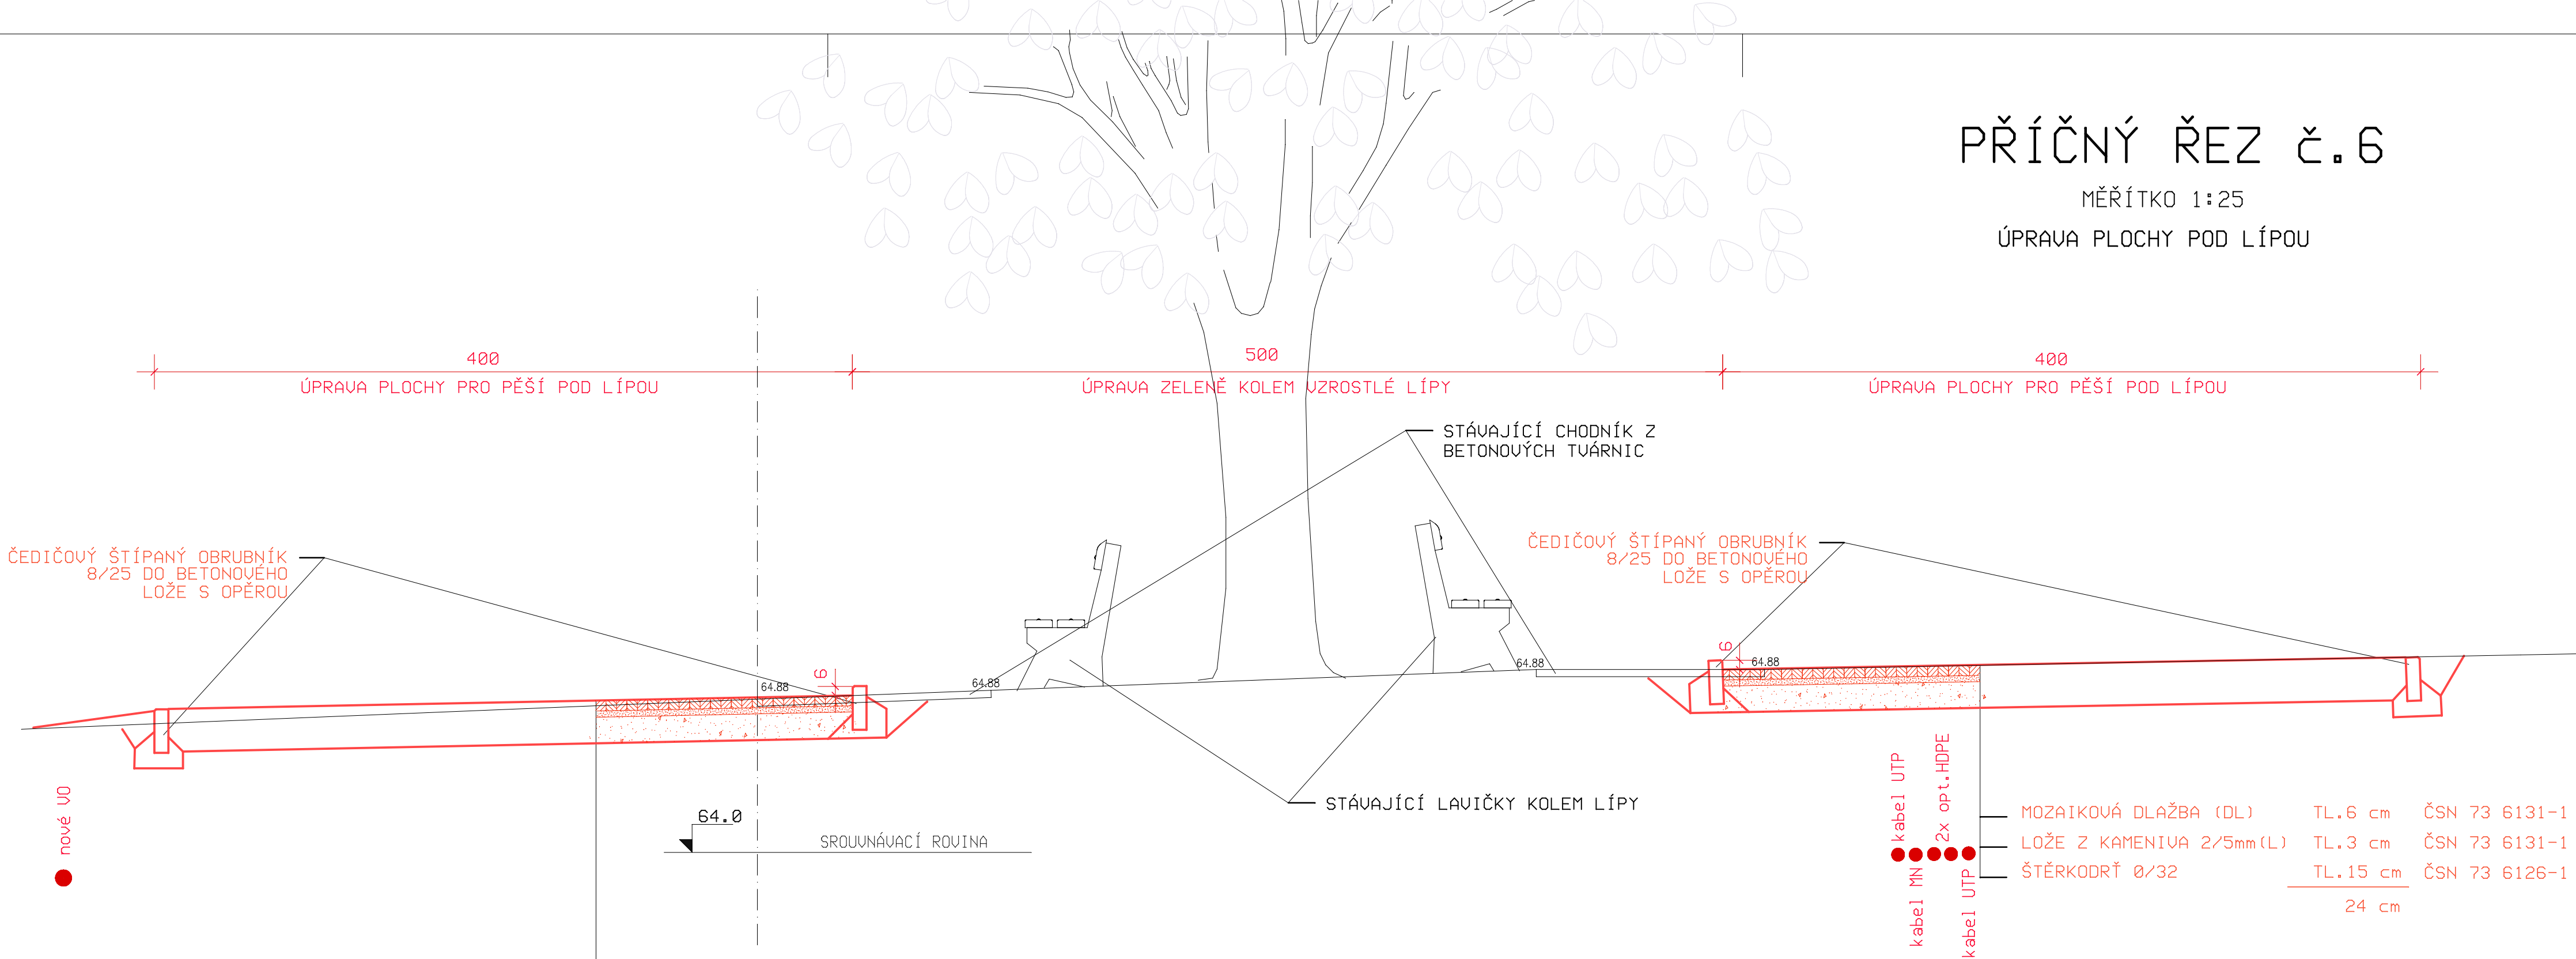 PŘÍČNÝ ŘEZ č.6
MĚŘÍTKO 1:25
ÚPRAVA PLOCHY POD LÍPOU
400
ÚPRAVA PLOCHY PRO PĚŠÍ POD LÍPOU
500
ÚPRAVA ZELENĚ KOLEM VZROSTLÉ LÍPY
400
ÚPRAVA PLOCHY PRO PĚŠÍ POD LÍPOU
STÁVAJÍCÍ CHODNÍK Z
BETONOVÝCH TVÁRNIC
ČEDIČOVÝ ŠTÍPANÝ OBRUBNÍK
8/25 DO BETONOVÉHO
LOŽE S OPĚROU
ČEDIČOVÝ ŠTÍPANÝ OBRUBNÍK
8/25 DO BETONOVÉHO
LOŽE S OPĚROU
6
64.88
64.88
64.88
6
64.88
nové VO
64.0
SROUVNÁVACÍ ROVINA
STÁVAJÍCÍ LAVIČKY KOLEM LÍPY
kabel UTP
2x opt.HDPE
kabel MN
kabel UTP
MOZAIKOVÁ DLAŽBA (DL) TL.6 cm ČSN 73 6131-1
LOŽE Z KAMENIVA 2/5mm(L) TL.3 cm ČSN 73 6131-1
ŠTĚRKODRŤ 0/32 TL.15 cm ČSN 73 6126-1
24 cm